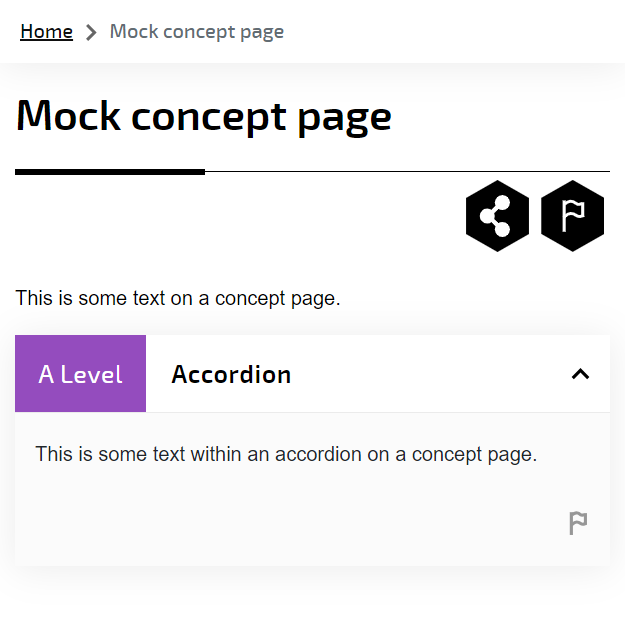 Home Mock concept page
Mock concept page
This is some text on a concept page.
A Level Accordion
This is some text within an accordion on a concept page.